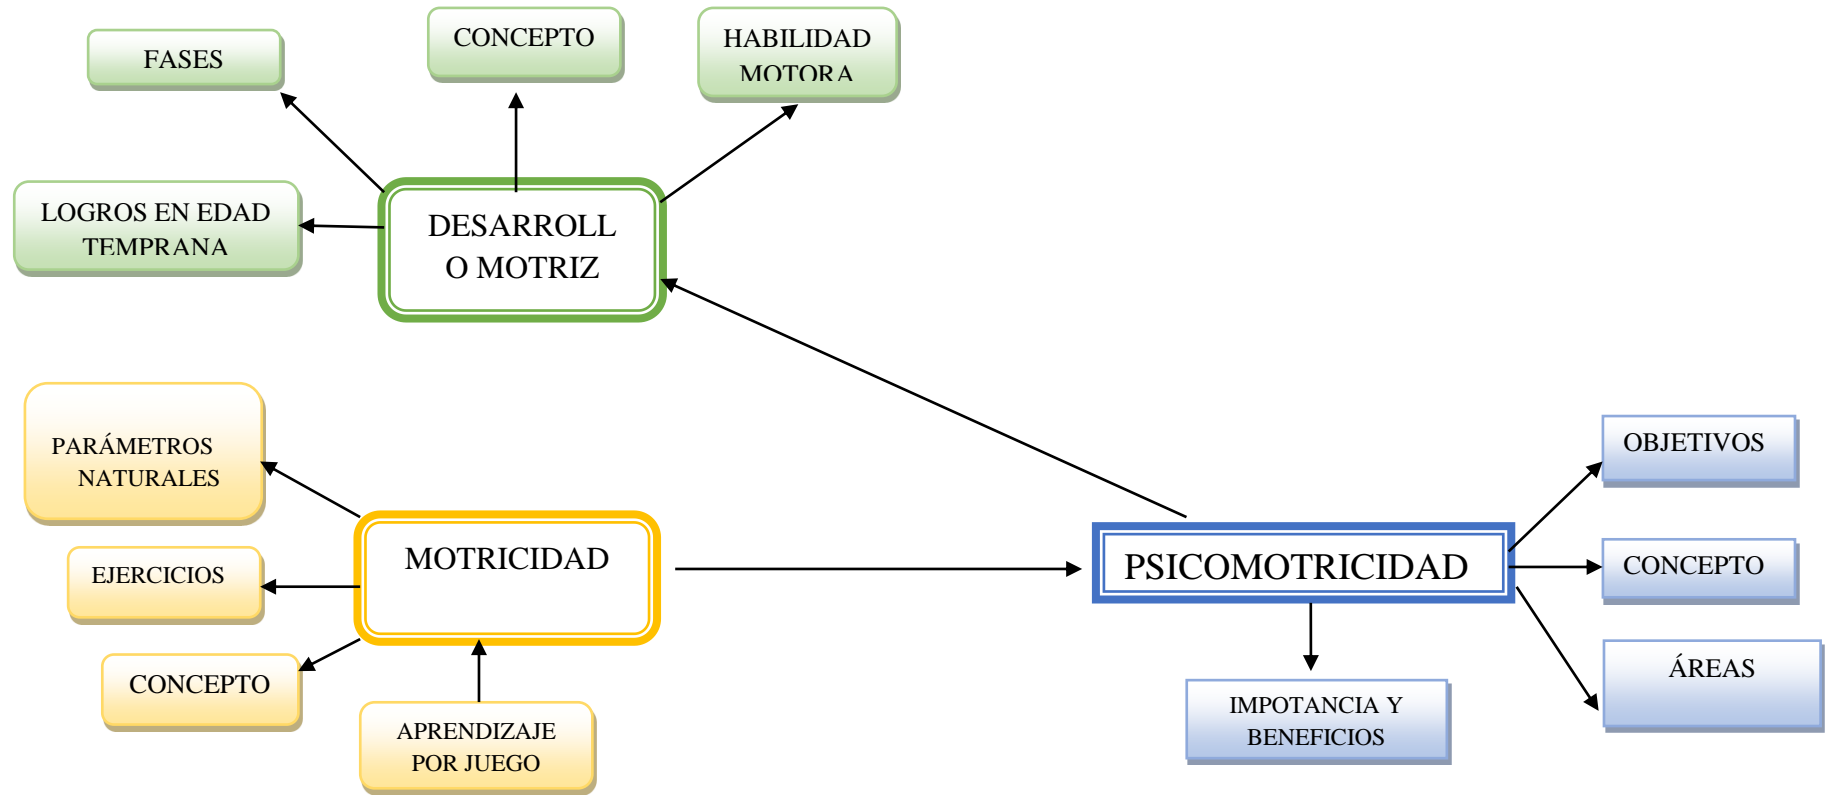 FASES
CONCEPTO
HABILIDAD
MOTORA
LOGROS EN EDAD
TEMPRANA
DESARROLL
O MOTRIZ
PARÁMETROS
NATURALES
EJERCICIOS
CONCEPTO
MOTRICIDAD
APRENDIZAJE
POR JUEGO
PSICOMOTRICIDAD
OBJETIVOS
CONCEPTO
ÁREAS
IMPOTANCIA Y
BENEFICIOS